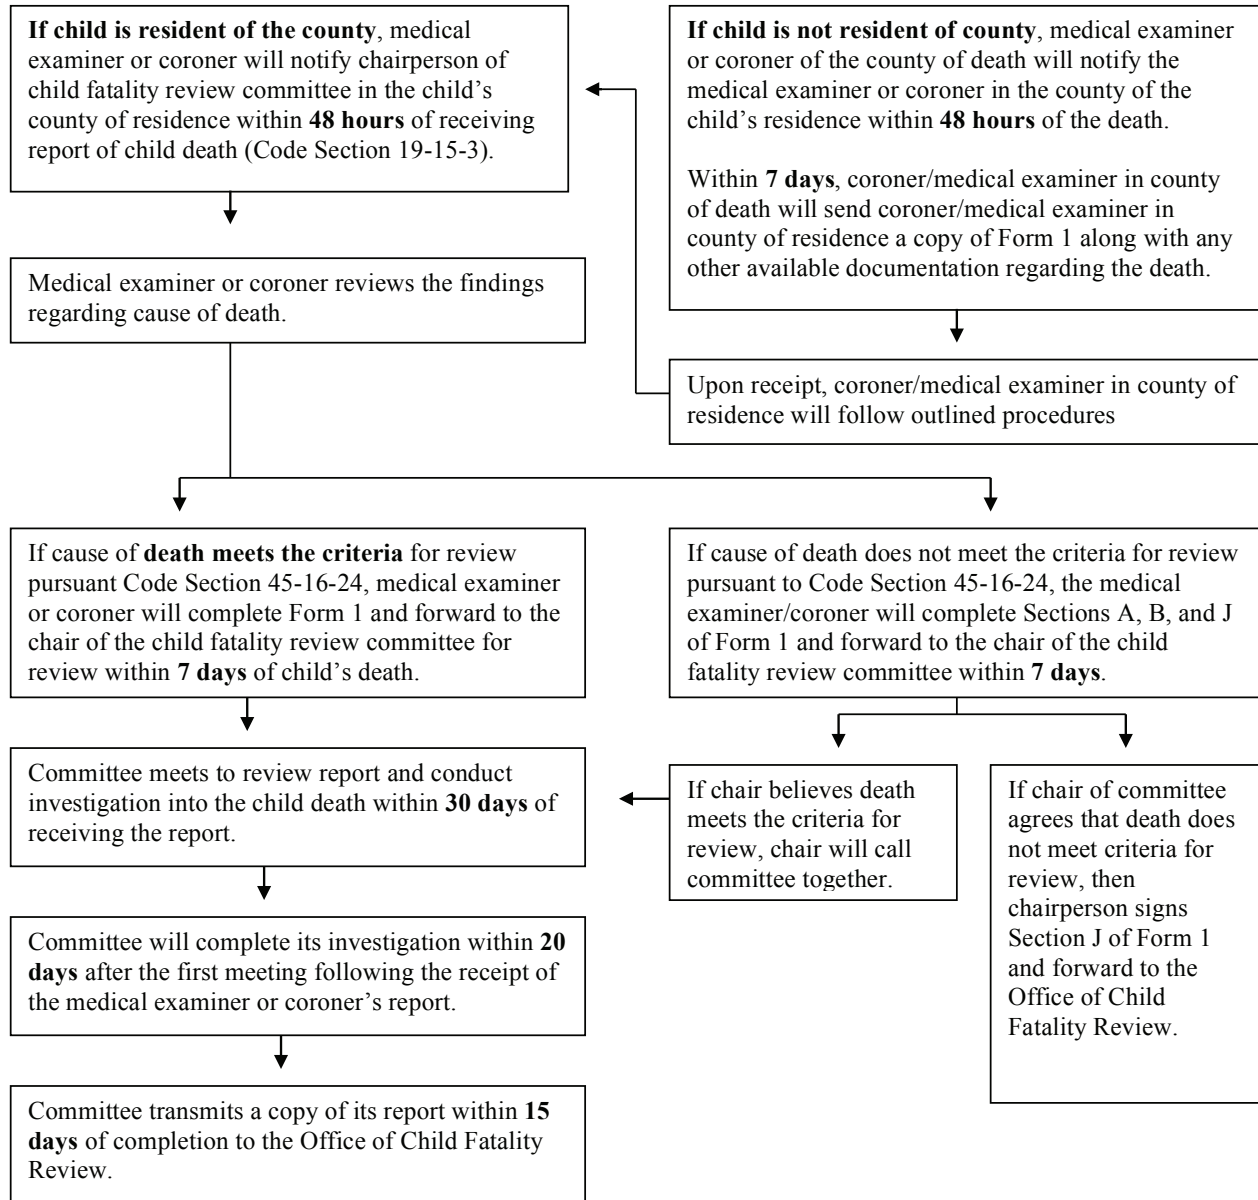 If child is resident of the county, medical
examiner or coroner will notify chairperson of
child fatality review committee in the child's
county of residence within 48 hours of receiving
report of child death (Code Section 19-15-3).
If child is not resident of county, medical examiner
or coroner of the county of death will notify the
medical examiner or coroner in the county of the
child's residence within 48 hours of the death.
Within 7 days, coroner/medical examiner in county
of death will send coroner/medical examiner in
county of residence a copy of Form 1 along with any
other available documentation regarding the death.
Medical examiner or coroner reviews the findings
regarding cause of death.
Upon receipt, coroner/medical examiner in county of
residence will follow outlined procedures
If cause of death meets the criteria for review
pursuant Code Section 45-16-24, medical examiner
or coroner will complete Form 1 and forward to the
chair of the child fatality review committee for
review within 7 days of child's death.
If cause of death does not meet the criteria for review
pursuant to Code Section 45-16-24, the medical
examiner/coroner will complete Sections A, B, and J
of Form 1 and forward to the chair of the child
fatality review committee within 7 days.
Committee meets to review report and conduct
investigation into the child death within 30 days of
receiving the report.
If chair believes death
meets the criteria for
review, chair will call
committee together.
If chair of committee
agrees that death does
not meet criteria for
review, then
chairperson signs
Section J of Form 1
and forward to the
Office of Child
Fatality Review.
Committee will complete its investigation within 20
days after the first meeting following the receipt of
the medical examiner or coroner's report.
Committee transmits a copy of its report within 15
days of completion to the Office of Child Fatality
Review.